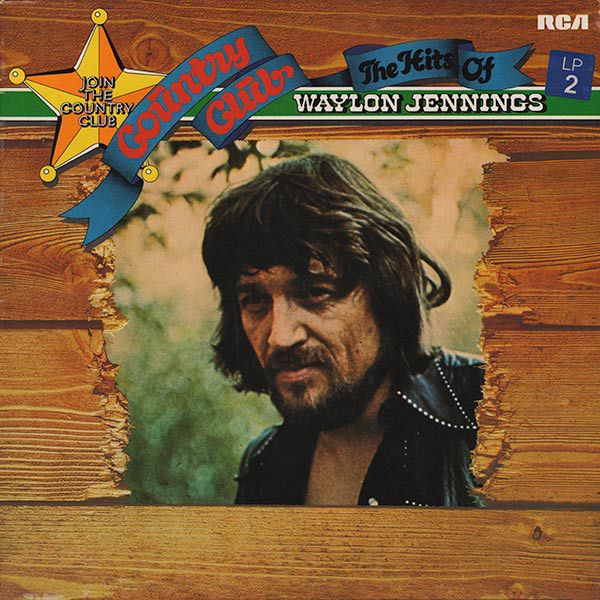 RCA
JOIN
THE
COUNTRY
CLUB
Country
Club
The Hits Of
WAYLON JENNINGS
LP
2